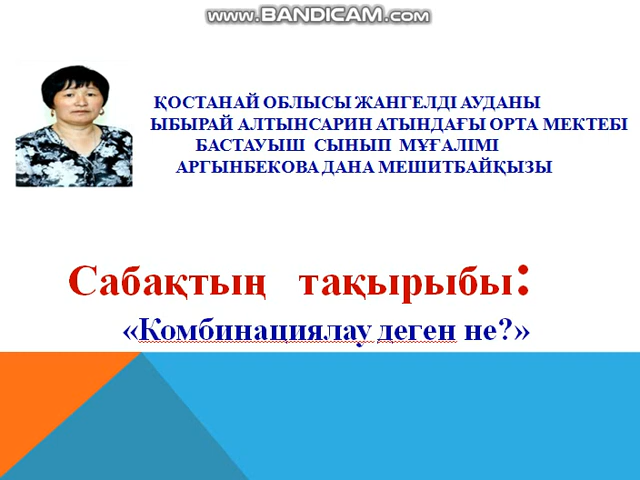 www.BANDICAM.com
ҚОСТАНАЙ ОБЛЫСЫ ЖАНГЕЛДІ АУДАНЫ
ЫБЫРАЙ АЛТЫНСАРИН АТЫНДАҒЫ ОРТА МЕКТЕБІ
БАСТАУЫШ СЫНЫП МҰҒАЛІМІ
АРГЫНБЕКОВА ДАНА МЕШИТБАЙҚЫЗЫ
Сабақтың тақырыбы:
«Комбинациялау деген не?»